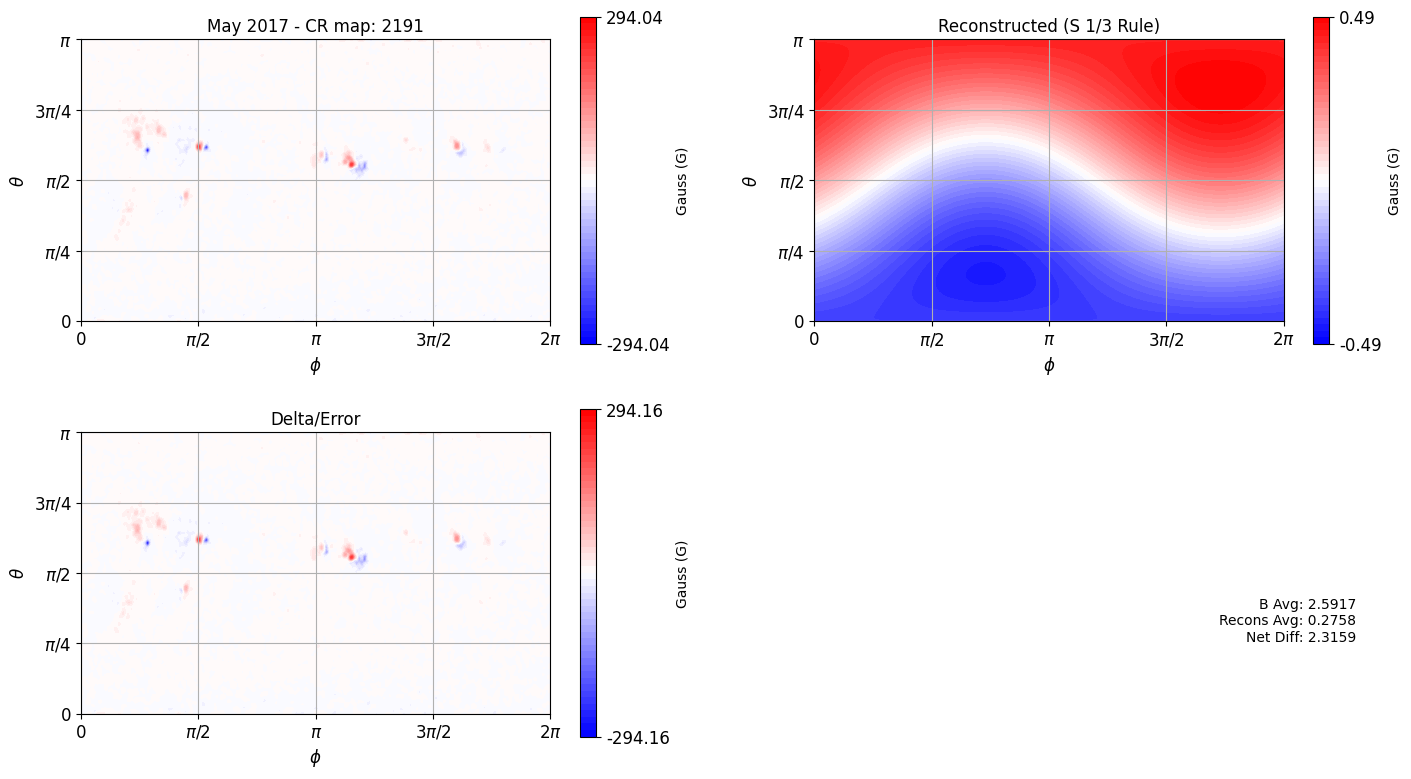 May 2017 - CR map: 2191
π
3π/4
π/2
π/4
0
θ
0
π/2
π
3π/2
2π
ϕ
294.04
-294.04
Gauss (G)
Reconstructed (S 1/3 Rule)
π
3π/4
π/2
π/4
0
θ
0
π/2
π
3π/2
2π
ϕ
0.49
-0.49
Gauss (G)
Delta/Error
π
3π/4
π/2
π/4
0
θ
0
π/2
π
3π/2
2π
ϕ
294.16
-294.16
Gauss (G)
B Avg: 2.5917
Recons Avg: 0.2758
Net Diff: 2.3159